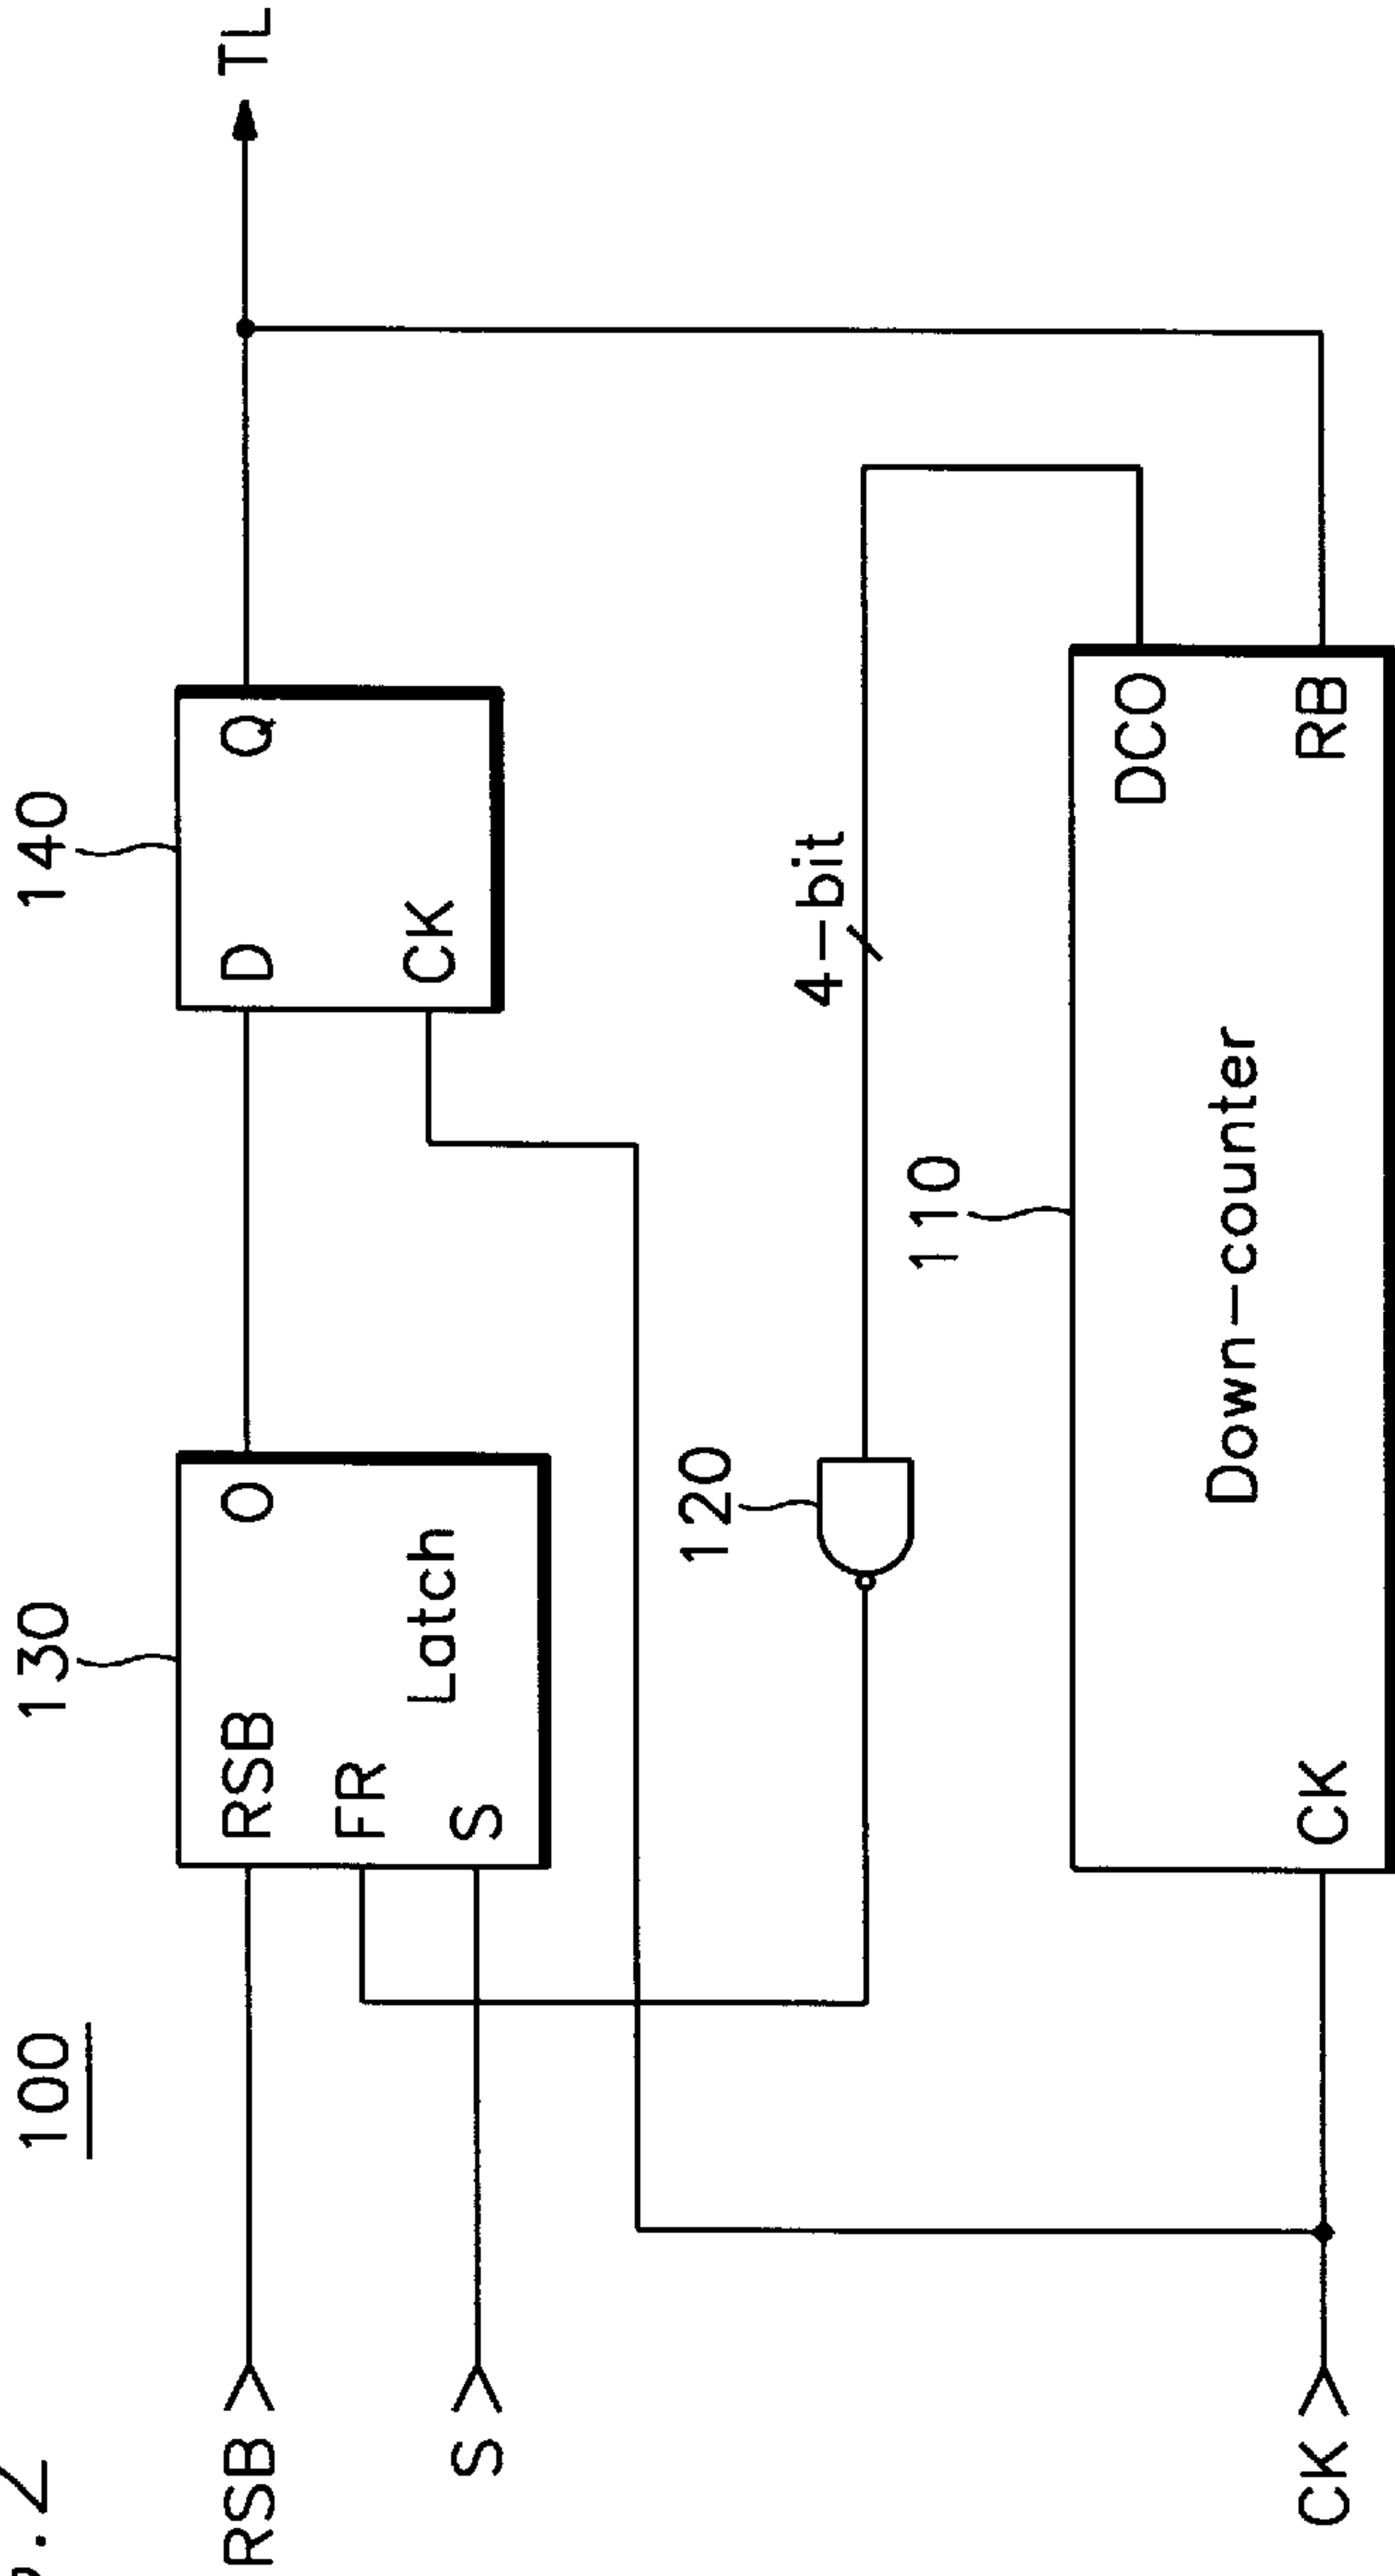 100
130
140
RSB >
RSB
O
D
Q
TL
FR
S >
S
Latch
CK
120
4-bit
110
DCO
Down-counter
CK >
CK
RB